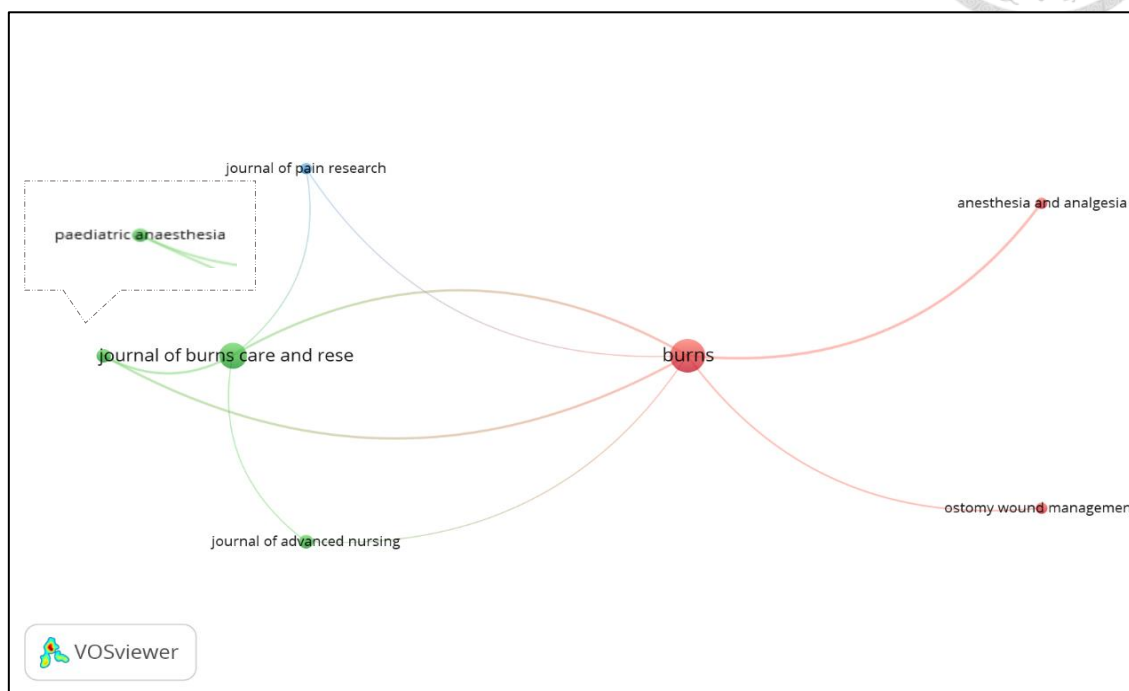 journal of pain research
anesthesia and analgesia
paediatric anaesthesia
journal of burns care and rese
burns
ostomy wound managemen
journal of advanced nursing
VOSviewer